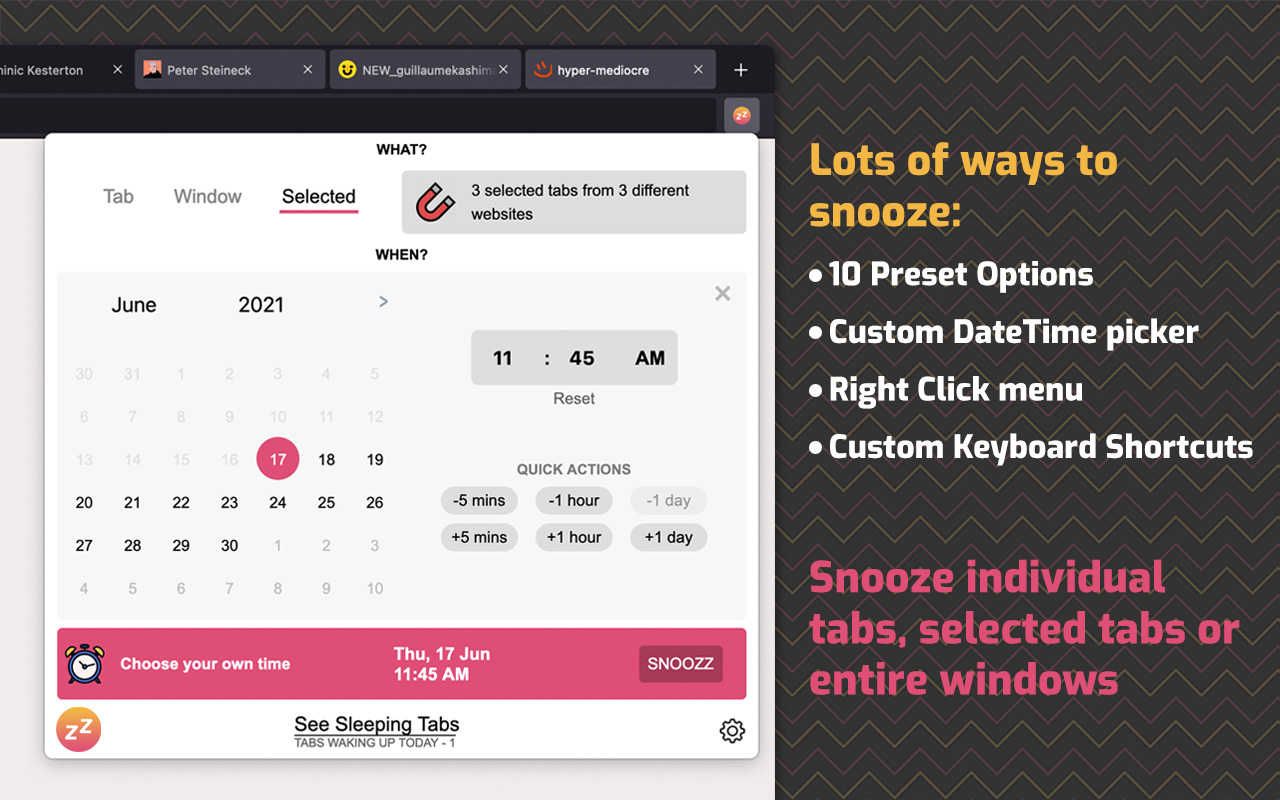 inic Kesterton
Peter Steineck
NEW_guillaumekashima
hyper-mediocre
zz
WHAT?
Tab Window Selected
3 selected tabs from 3 different
websites
WHEN?
June 2021 >
30 31 1 2 3 4 5
6 7 8 9 10 11 12
13 14 15 16 17 18 19
20 21 22 23 24 25 26
27 28 29 30 1 2 3
4 5 6 7 8 9 10
11 : 45 AM
Reset
QUICK ACTIONS
-5 mins -1 hour -1 day
+5 mins +1 hour +1 day
Choose your own time
Thu, 17 Jun
11:45 AM
SNOOZZ
zz
See Sleeping Tabs
TABS WAKING UP TODAY - 1
Lots of ways to
snooze:
• 10 Preset Options
• Custom DateTime picker
• Right Click menu
• Custom Keyboard Shortcuts
Snooze individual
tabs, selected tabs or
entire windows